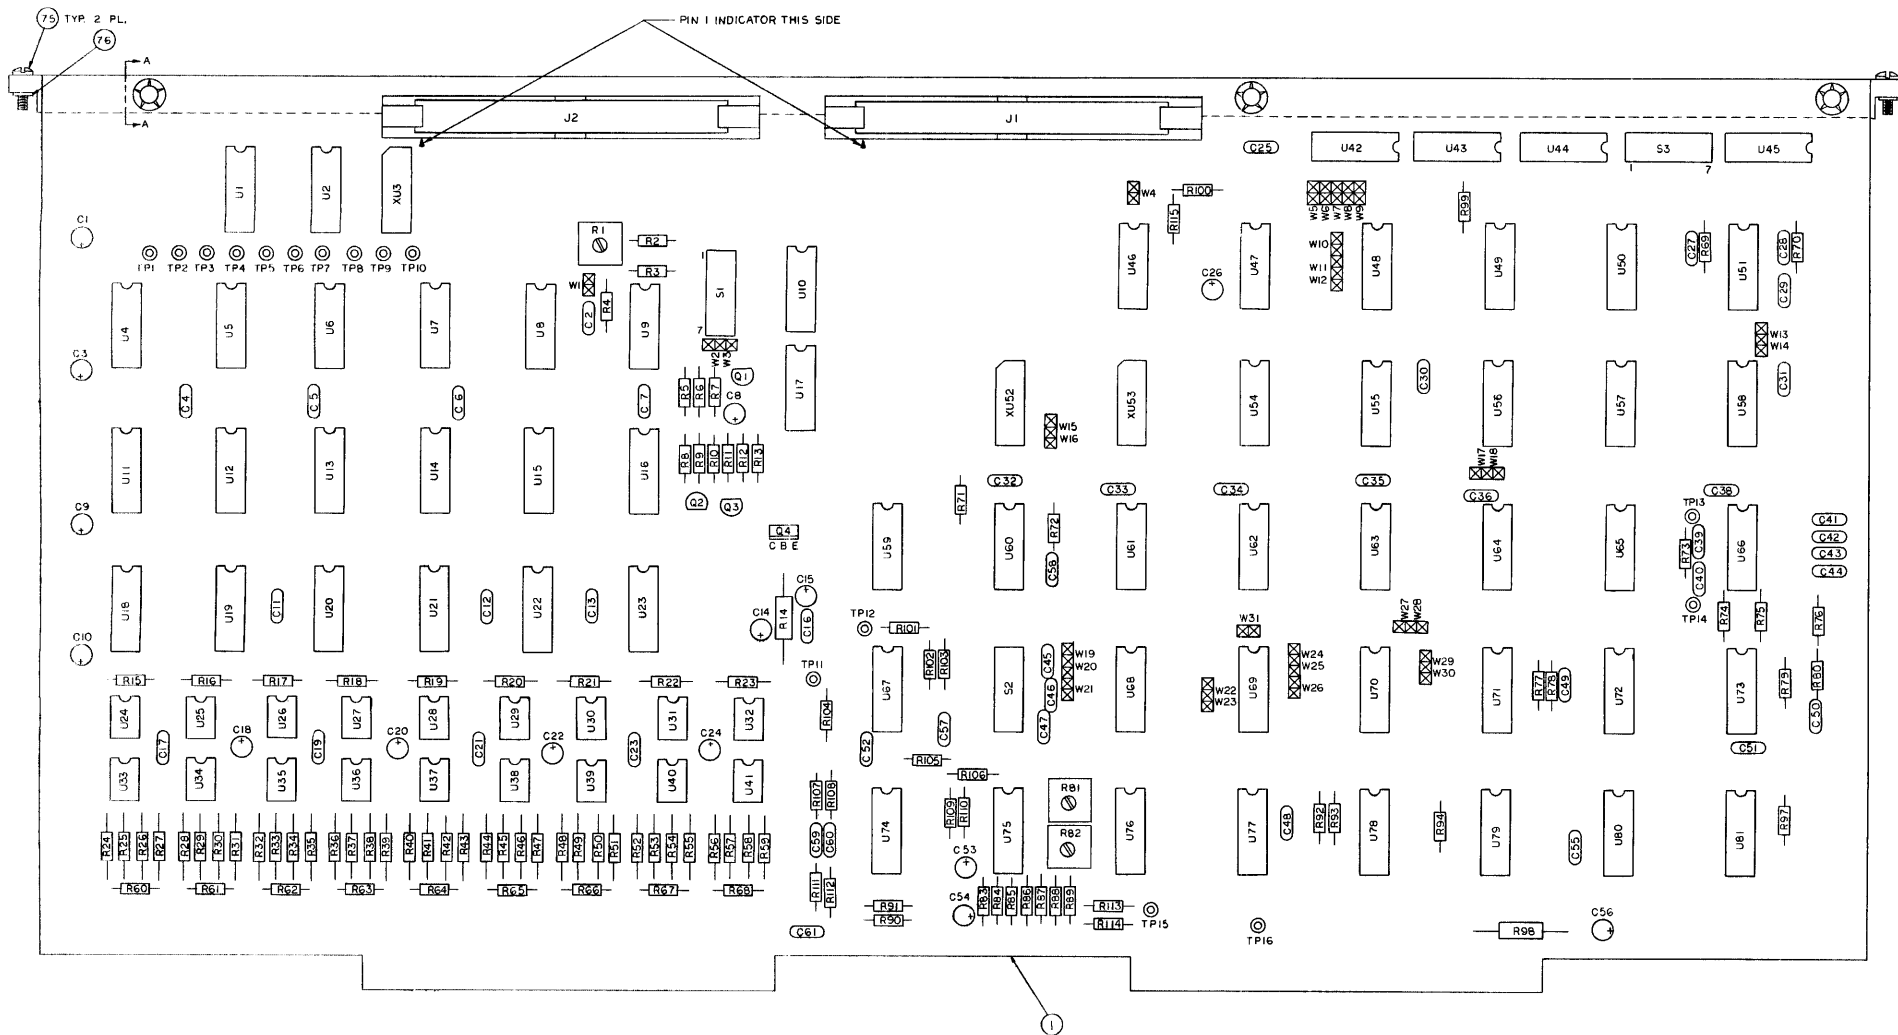 75 TYP. 2 PL.
76
PIN 1 INDICATOR THIS SIDE
A
A
J2
J1
C25
U42
U43
U44
S3
1
7
U45
U1
U2
XU3
W4
R100
R115
W5
W6
W7
W8
W9
R99
C1
TP1
TP2
TP3
TP4
TP5
TP6
TP7
TP8
TP9
TP10
R1
R2
R3
W1
C2
R4
1
S1
7
W2
W3
U10
U46
C26
U47
W10
W11
W12
U48
U49
U50
C27
R69
U51
C28
R70
C29
W13
W14
U4
U5
U6
U7
U8
U9
C3
C4
C5
C6
C7
R5
R6
R7
Q1
C8
U17
XU52
W15
W16
XU53
U54
U55
C30
U56
U57
U58
C31
U11
U12
U13
U14
U15
U16
R8
R9
R10
R11
R12
R13
Q2
Q3
W17
W18
C9
Q4
C B E
R71
C32
C33
C34
C35
C36
C38
U59
U60
R72
C58
U61
U62
U63
U64
U65
TP13
R73
C39
C40
TP14
U66
C41
C42
C43
C44
U18
U19
C11
U20
U21
C12
U22
C13
U23
C10
C14
R14
C15
C16
TP12
R101
W31
W27
W28
R74
R75
R76
R15
R16
R17
R18
R19
R20
R21
R22
R23
TP11
U67
R102
R103
S2
C45
C46
C47
W19
W20
W21
U68
W22
W23
U69
W24
W25
W26
U70
W29
W30
U71
R77
R78
C49
U72
U73
R79
R80
C50
C51
U24
U25
U26
U27
U28
U29
U30
U31
U32
R104
C17
C18
C19
C20
C21
C22
C23
C24
C52
C57
R105
R106
U33
U34
U35
U36
U37
U38
U39
U40
U41
R107
R108
U74
R109
R110
U75
R81
R82
U76
U77
C48
R92
R93
U78
R94
U79
C55
U80
U81
R97
R24
R25
R26
R27
R28
R29
R30
R31
R32
R33
R34
R35
R36
R37
R38
R39
R40
R41
R42
R43
R44
R45
R46
R47
R48
R49
R50
R51
R52
R53
R54
R55
R56
R57
R58
R59
C59
C60
C53
R60
R61
R62
R63
R64
R65
R66
R67
R68
R111
R112
R91
R90
C54
R83
R84
R85
R86
R87
R88
R89
R113
R114
TP15
TP16
R98
C56
C61
1